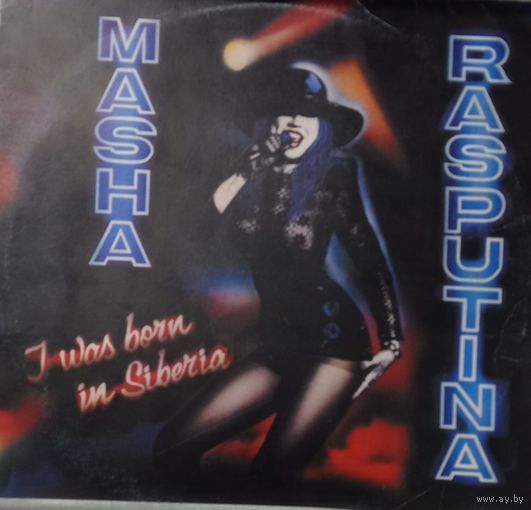 MASHA
RASPUTINA
I was born
in Siberia
www.ay.by